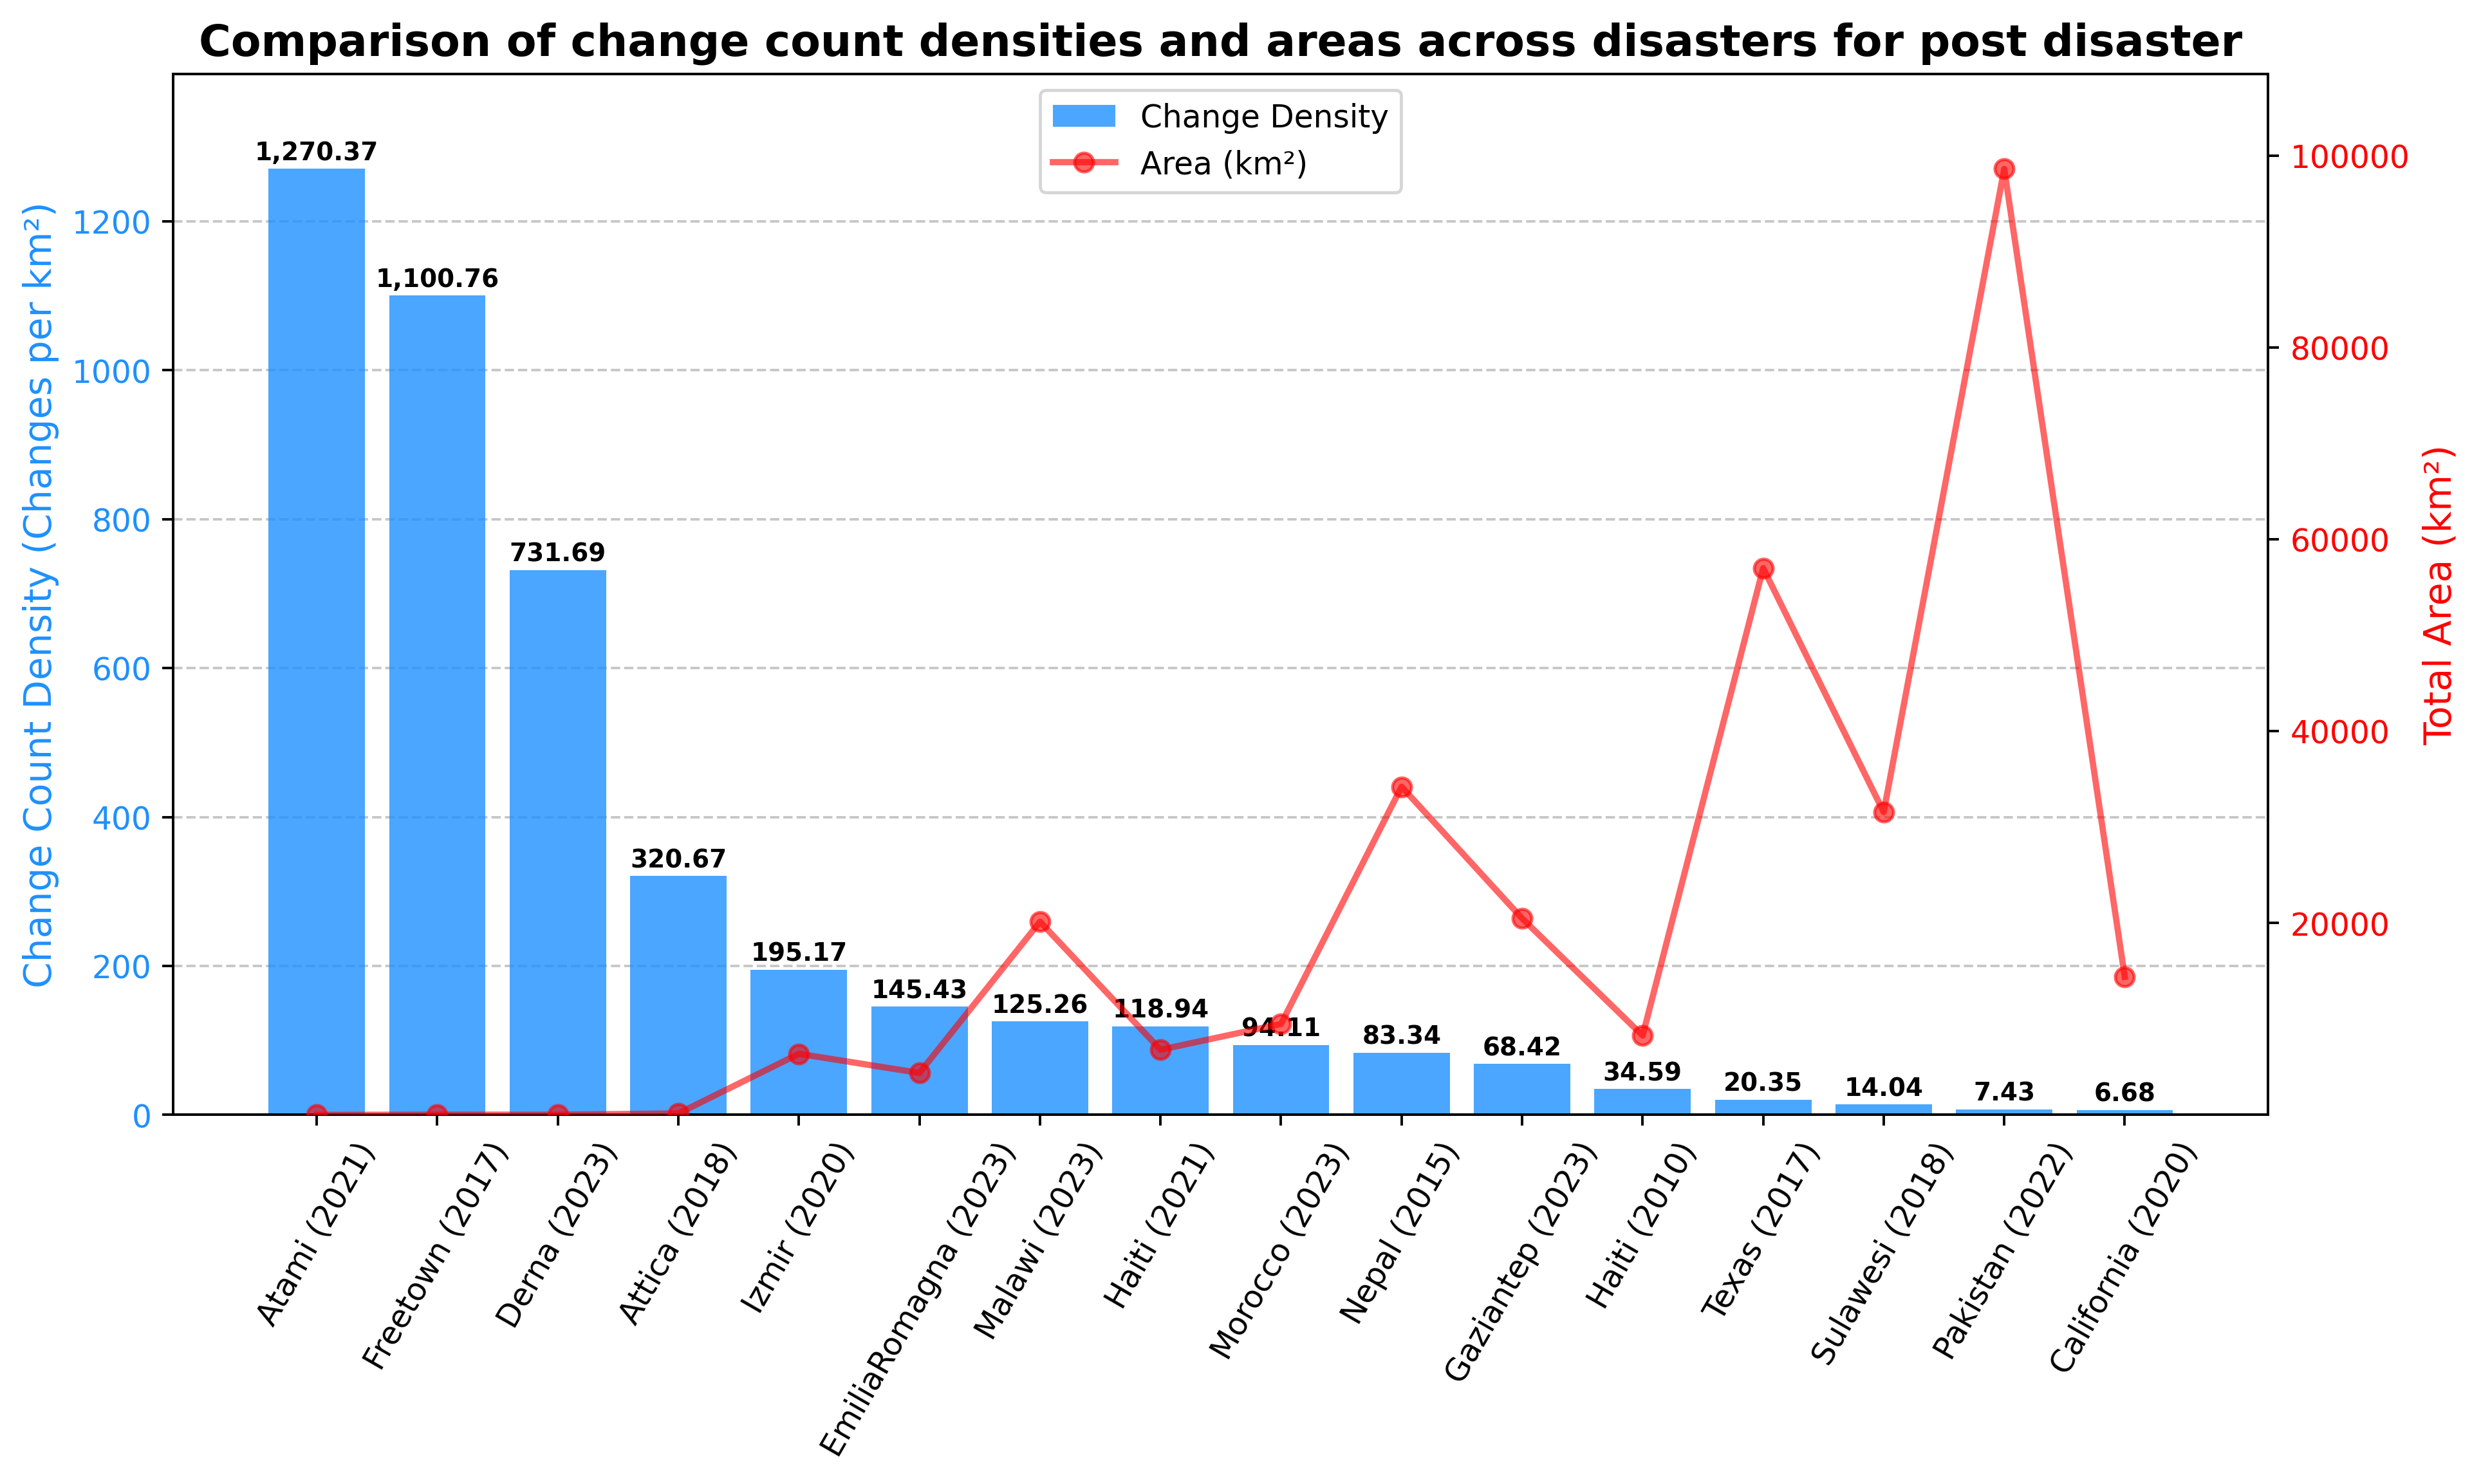 Comparison of change count densities and areas across disasters for post disaster
Change Density
Area (km²)
Change Count Density (Changes per km²)
1200
1000
800
600
400
200
0
1,270.37
1,100.76
731.69
320.67
195.17
145.43
125.26
118.94
94.11
83.34
68.42
34.59
20.35
14.04
7.43
6.68
100000
80000
60000
40000
20000
Total Area (km²)
Atami (2021)
Freetown (2017)
Derna (2023)
Attica (2018)
Izmir (2020)
EmiliaRomagna (2023)
Malawi (2023)
Haiti (2021)
Morocco (2023)
Nepal (2015)
Gaziantep (2023)
Haiti (2010)
Texas (2017)
Sulawesi (2018)
Pakistan (2022)
California (2020)